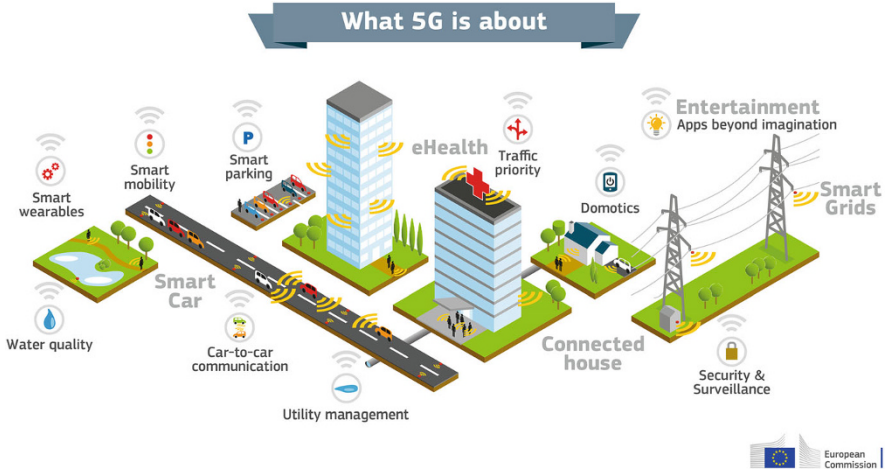 What 5G is about
Entertainment
Apps beyond imagination
eHealth
Smart
mobility
Smart
parking
Traffic
priority
Smart
wearables
Domotics
Smart
Grids
P
Smart
Car
Water quality
Car-to-car
communication
Connected
house
Utility management
Security &
Surveillance
European
Commission